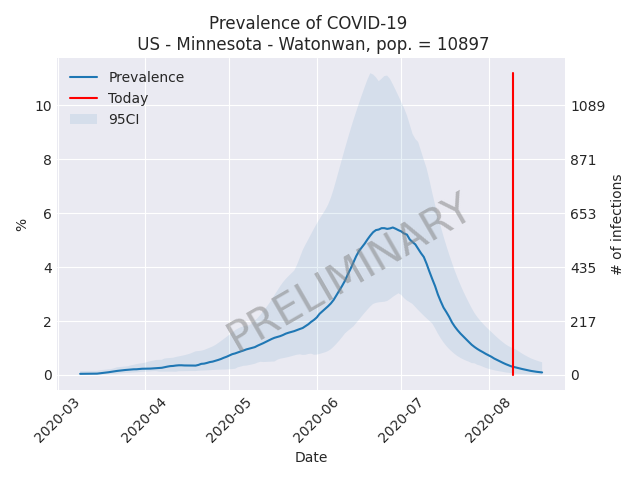 Prevalence of COVID-19
US - Minnesota - Watonwan, pop. = 10897
Prevalence
Today
95CI
10
8
6
4
2
0
%
1089
871
653
435
217
0
# of infections
PRELIMINARY
2020-03
2020-04
2020-05
2020-06
2020-07
2020-08
Date